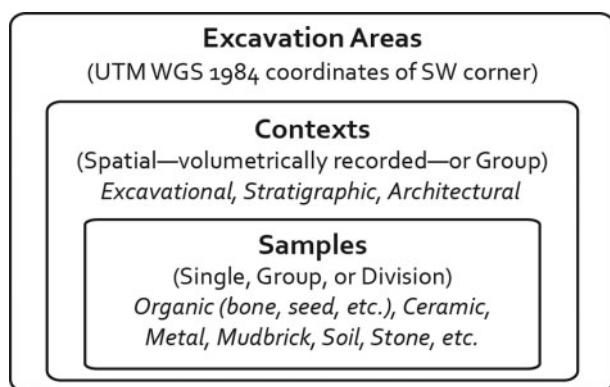 Excavation Areas
(UTM WGS 1984 coordinates of SW corner)
Contexts
(Spatial—volumetrically recorded—or Group)
Excavational, Stratigraphic, Architectural
Samples
(Single, Group, or Division)
Organic (bone, seed, etc.), Ceramic,
Metal, Mudbrick, Soil, Stone, etc.